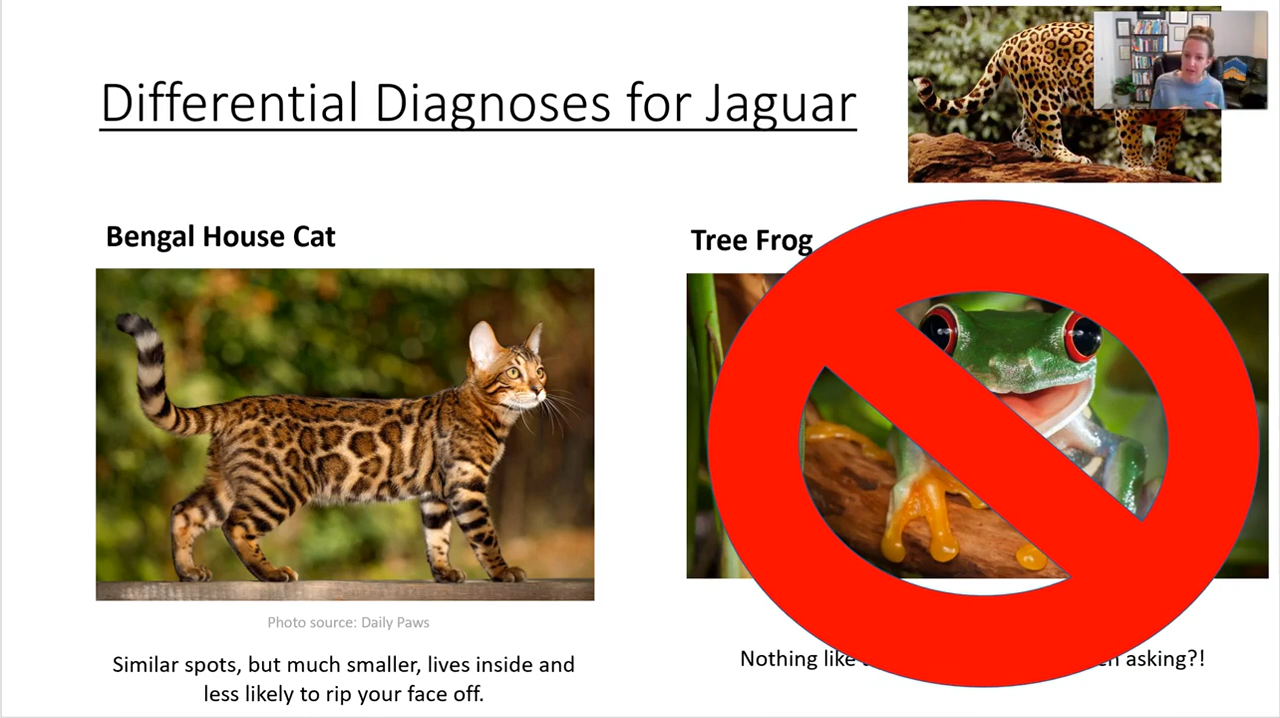 Differential Diagnoses for Jaguar
Bengal House Cat
Tree Frog
Photo source: Daily Paws
Similar spots, but much smaller, lives inside and
less likely to rip your face off.
Nothing like asking?!